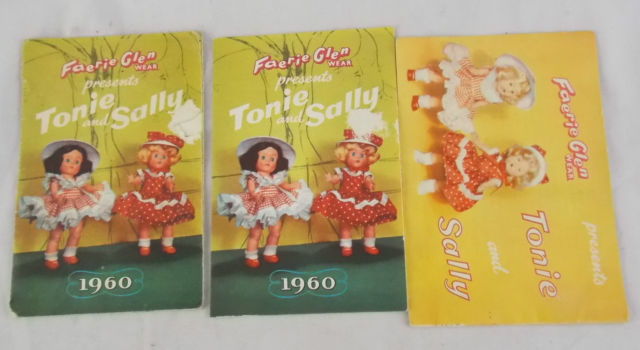 Faerie Glen
WEAR
presents
Tonie
and Sally
1960
Faerie Glen
WEAR
presents
Tonie
and Sally
1960
Faerie Glen
WEAR
presents
Tonie
and
Sally